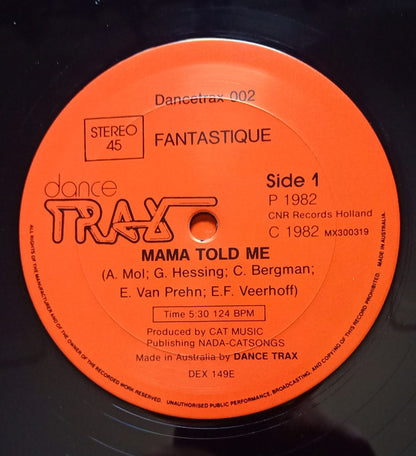 Dancetrax 002
STEREO
45
FANTASTIQUE
dance
TRAX
Side 1
P 1982
CNR Records Holland
C 1982 MX300319
MAMA TOLD ME
(A. Mol; G. Hessing; C. Bergman;
E. Van Prehn; E.F. Veerhoff)
Time 5:30 124 BPM
Produced by CAT MUSIC
Publishing NADA-CATSONGS
Made in Australia by DANCE TRAX
DEX 149E
ALL RIGHTS OF THE MANUFACTURER AND OF THE OWNER OF THE RECORDED WORK RESERVED. UNAUTHORISED PUBLIC PERFORMANCE, BROADCASTING, AND COPYING OF THIS RECORD PROHIBITED. MADE IN AUSTRALIA.